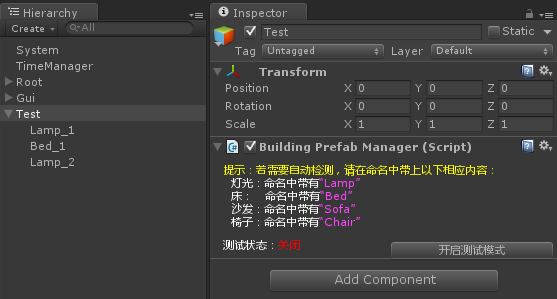 Hierarchy
Create
All
System
TimeManager
Root
Gui
Test
Lamp_1
Bed_1
Lamp_2
Inspector
Test
Static
Tag Untagged Layer Default
Transform
Position X 0 Y 0 Z 0
Rotation X 0 Y 0 Z 0
Scale X 1 Y 1 Z 1
Building Prefab Manager (Script)
提示：若需要自动检测，请在命名中带上以下相应内容：
灯光：命名中带有“Lamp”
床： 命名中带有“Bed”
沙发：命名中带有“Sofa”
椅子：命名中带有“Chair”
测试状态：关闭
开启测试模式
Add Component